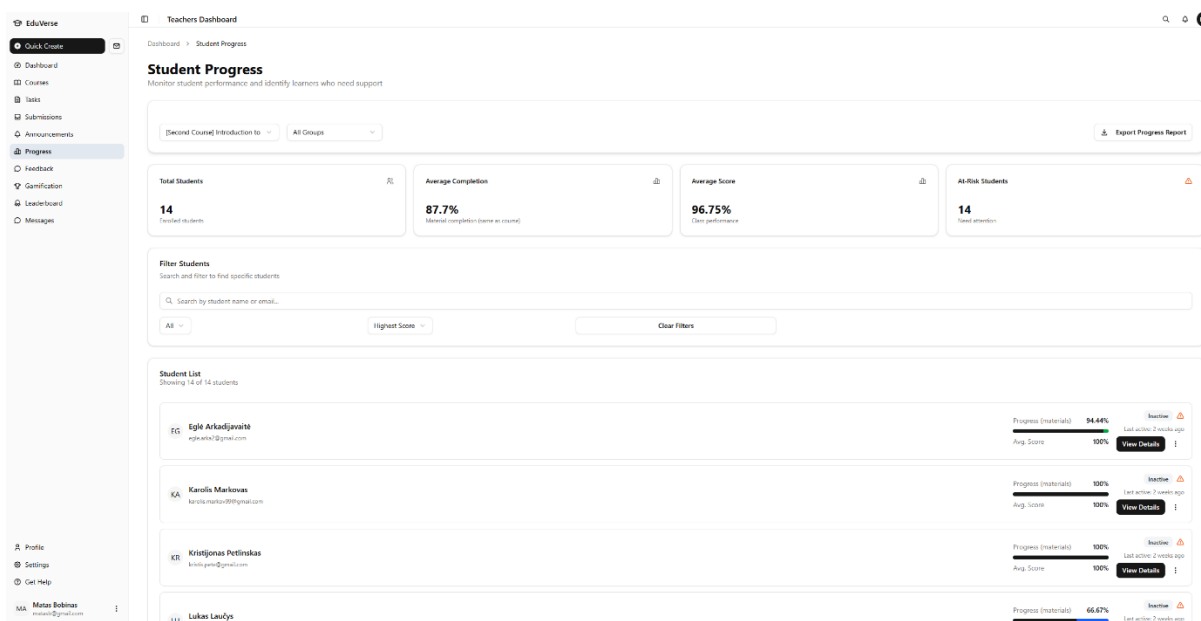 EduVerse
Teachers Dashboard
Quick Create
Dashboard
Courses
Tasks
Submissions
Announcements
Progress
Feedback
Gamification
Leaderboard
Messages
Dashboard > Student Progress
Student Progress
Monitor student performance and identify learners who need support
[Second Course] Introduction to
All Groups
Export Progress Report
Total Students
14
Enrolled students
Average Completion
87.7%
Material completion (same as course)
Average Score
96.75%
Class performance
At-Risk Students
14
Need attention
Filter Students
Search and filter to find specific students
Search by student name or email...
All
Highest Score
Clear Filters
Student List
Showing 14 of 14 students
EG
Eglė Arkadijavaitė
egle.arka2@gmail.com
Progress (materials) 94.44%
Avg. Score 100%
Inactive
Last active: 2 weeks ago
View Details
KA
Karolis Markovas
karolis.markov99@gmail.com
Progress (materials) 100%
Avg. Score 100%
Inactive
Last active: 2 weeks ago
View Details
KR
Kristijonas Petlinskas
Progress (materials) 100%
Avg. Score 100%
Inactive
Last active: 2 weeks ago
View Details
Lukas Laučys
Progress (materials) 66.67%
Inactive
Last active: 2 weeks ago
Profile
Settings
Get Help
MA
Matas Bobinas